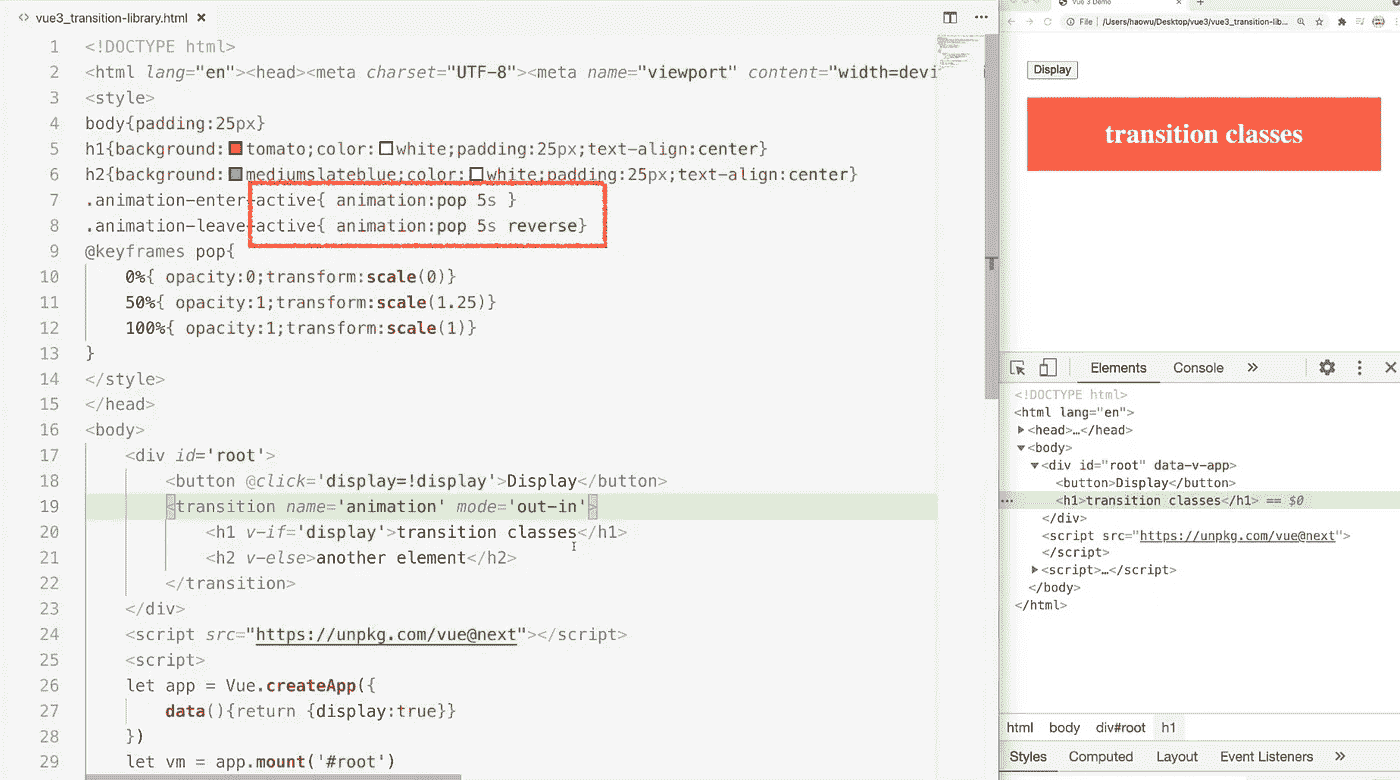 vue3_transition-library.html
1 <!DOCTYPE html>
2 <html lang="en"><head><meta charset="UTF-8"><meta name="viewport" content="width=devi
3 <style>
4 body{padding:25px}
5 h1{background:tomato;color:white;padding:25px;text-align:center}
6 h2{background:mediumslateblue;color:white;padding:25px;text-align:center}
7 .animation-enter-active{ animation:pop 5s }
8 .animation-leave-active{ animation:pop 5s reverse}
9 @keyframes pop{
10 0%{ opacity:0;transform:scale(0)}
11 50%{ opacity:1;transform:scale(1.25)}
12 100%{ opacity:1;transform:scale(1)}
13 }
14 </style>
15 </head>
16 <body>
17 <div id='root'>
18 <button @click='display=!display'>Display</button>
19 <transition name='animation' mode='out-in'>
20 <h1 v-if='display'>transition classes</h1>
21 <h2 v-else>another element</h2>
22 </transition>
23 </div>
24 <script src="https://unpkg.com/vue@next"></script>
25 <script>
26 let app = Vue.createApp({
27 data(){return {display:true}}
28 })
29 let vm = app.mount('#root')
Vue 3 Demo
File /Users/haowu/Desktop/vue3/vue3_transition-lib...
Display
transition classes
Elements Console
<!DOCTYPE html>
<html lang="en">
<head>…</head>
<body>
<div id="root" data-v-app>
<button>Display</button>
<h1>transition classes</h1> == $0
</div>
<script src="https://unpkg.com/vue@next">
</script>
<script>…</script>
</body>
</html>
html body div#root h1
Styles Computed Layout Event Listeners